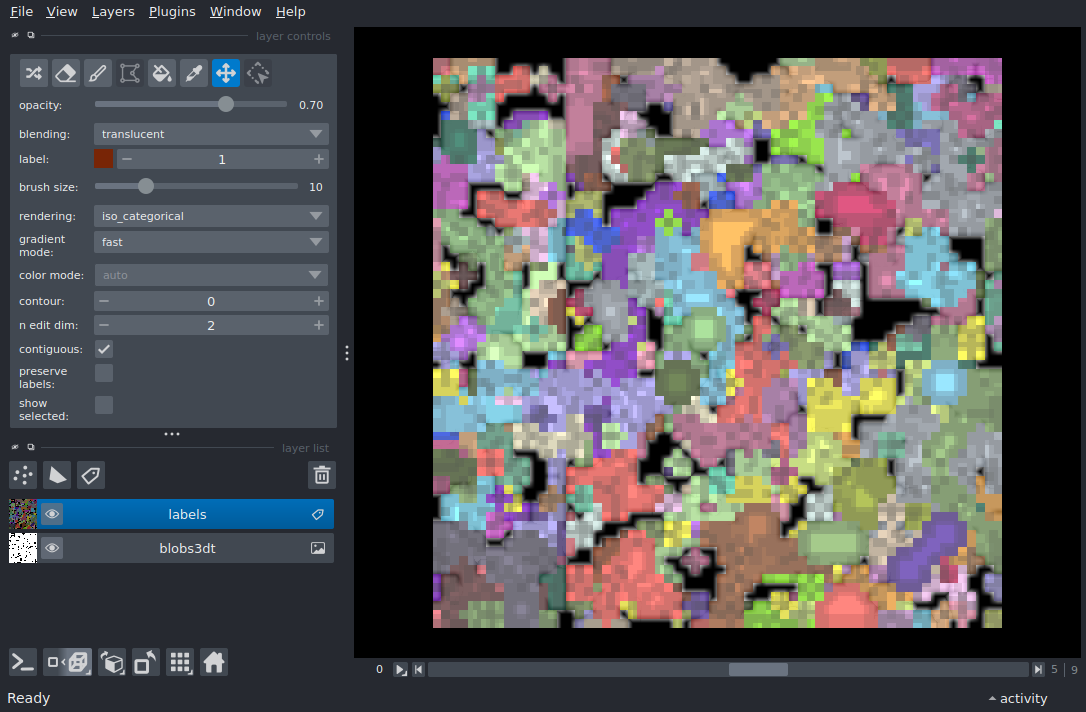 File View Layers Plugins Window Help
layer controls
opacity: 0.70
blending: translucent
label: 1
brush size: 10
rendering: iso_categorical
gradient
mode: fast
color mode: auto
contour: 0
n edit dim: 2
contiguous:
preserve
labels:
show
selected:
layer list
labels
blobs3dt
0 5 9
Ready activity